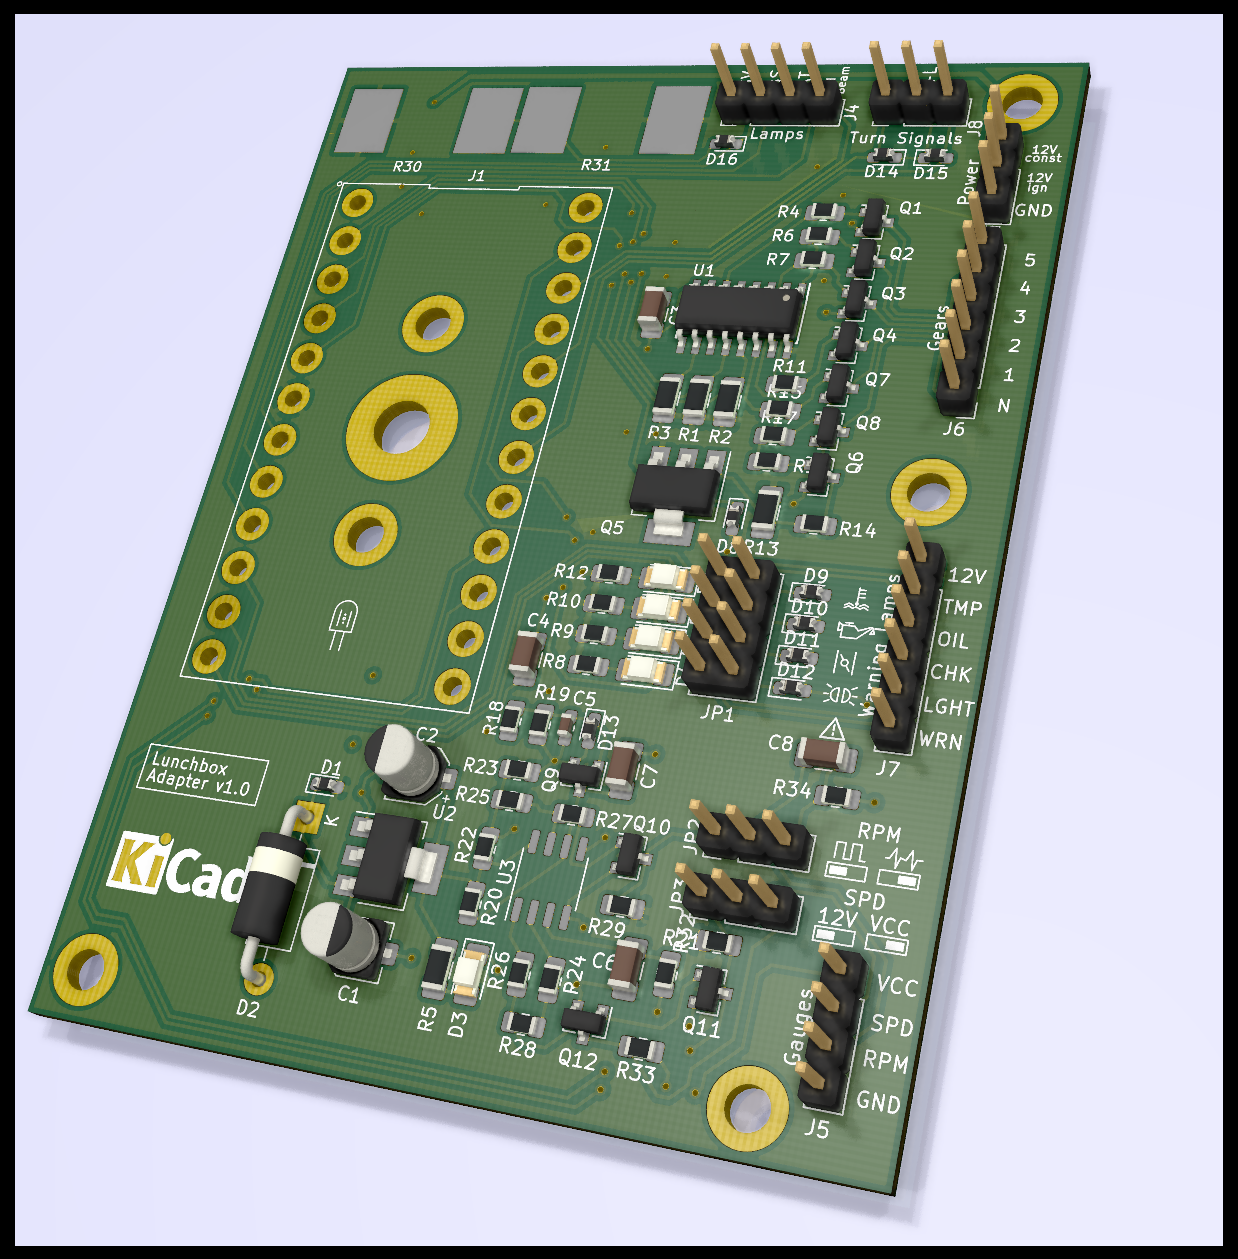 Lamps
J4
D16
Turn Signals
D14
D15
J8
Power
12V
const
12V
ign
GND
R30
J1
R31
R4
Q1
R6
R7
Q2
U1
Q3
Q4
Gears
5
4
3
2
1
N
J6
R11
Q7
R3
R1
R2
Q8
Q6
Q5
R13
R14
R12
R10
R9
R8
C4
D9
D10
D11
D12
JP1
12V
TMP
OIL
CHK
LGHT
WRN
J7
R18
R19
C5
D13
C2
+
R23
Q9
C7
C8
R34
R25
U2
R27
Q10
Lunchbox
Adapter v1.0
D1
K
R22
U3
R20
JP2
RPM
JP3
SPD
12V
VCC
KiCad
D2
C1
R5
D3
R26
R24
R29
C6
R21
R32
Q11
R28
Q12
R33
Gauges
VCC
SPD
RPM
GND
J5